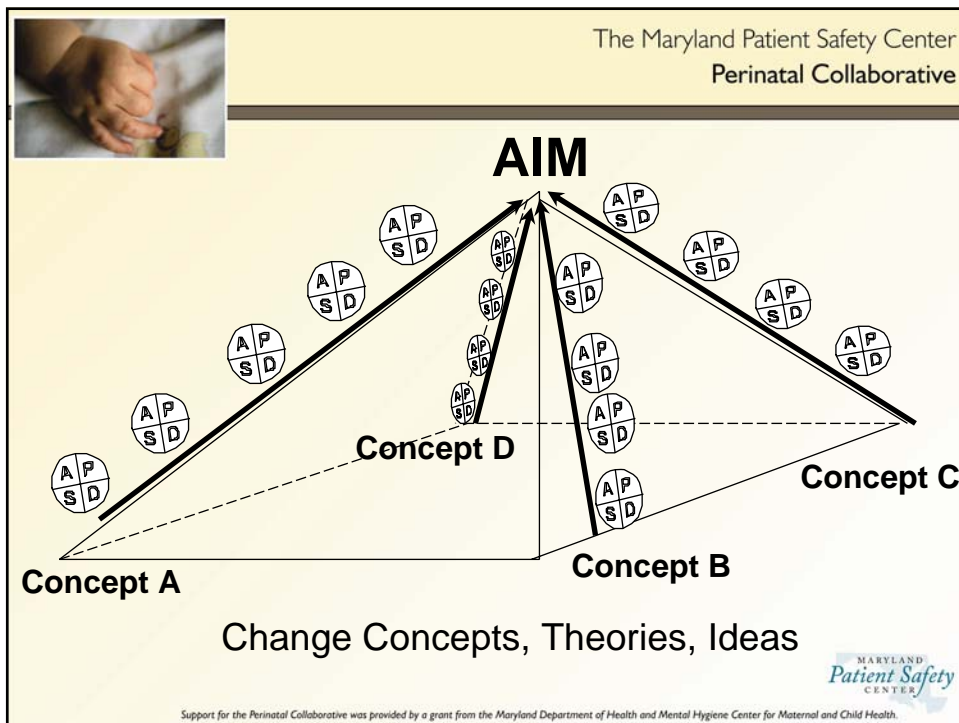 The Maryland Patient Safety Center
Perinatal Collaborative
AIM
A P
S D
A P
S D
A P
S D
A P
S D
A P
S D
A P
S D
A P
S D
A P
S D
A P
S D
A P
S D
A P
S D
A P
S D
A P
S D
A P
S D
A P
S D
A P
S D
A P
S D
Concept D
Concept C
Concept B
Concept A
Change Concepts, Theories, Ideas
MARYLAND
Patient Safety
CENTER
Support for the Perinatal Collaborative was provided by a grant from the Maryland Department of Health and Mental Hygiene Center for Maternal and Child Health.